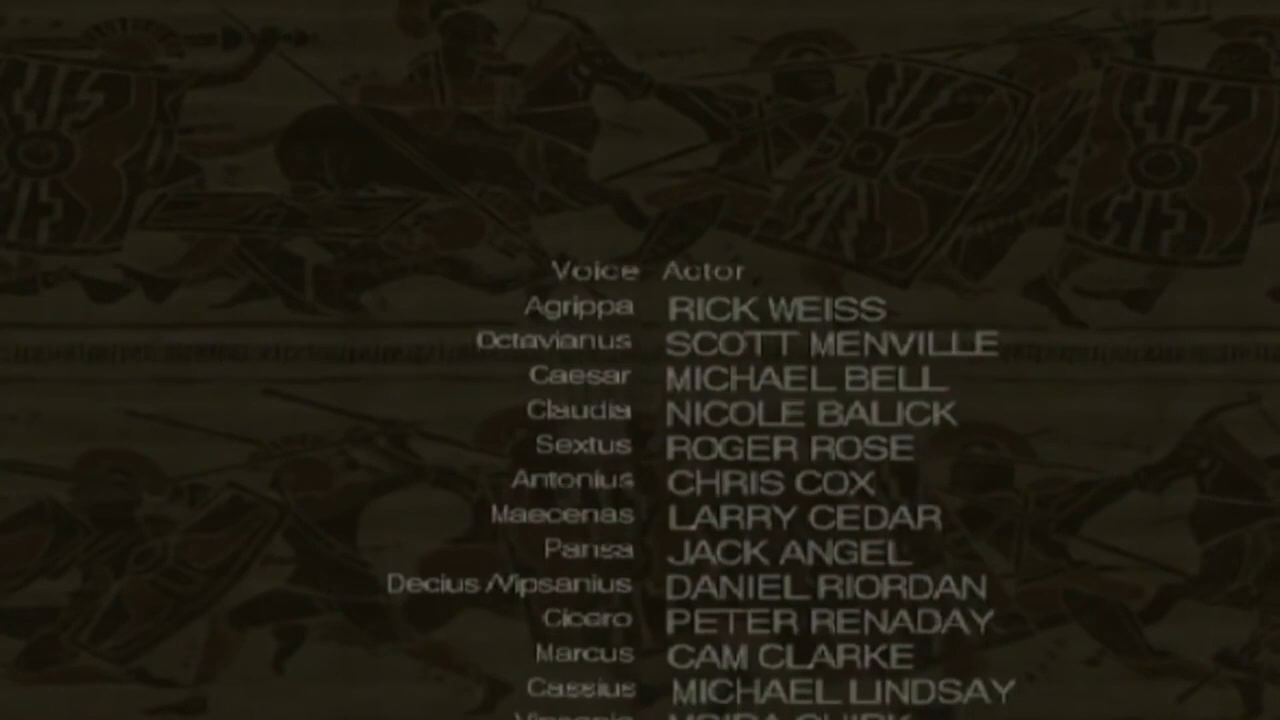 Voice Actor
Agrippa RICK WEISS
Octavianus SCOTT MENVILLE
Caesar MICHAEL BELL
Claudia NICOLE BALICK
Sextus ROGER ROSE
Antonius CHRIS COX
Maecenas LARRY CEDAR
Pansa JACK ANGEL
Decius /Vipsanius DANIEL RIORDAN
Cicero PETER RENADAY
Marcus CAM CLARKE
Cassius MICHAEL LINDSAY